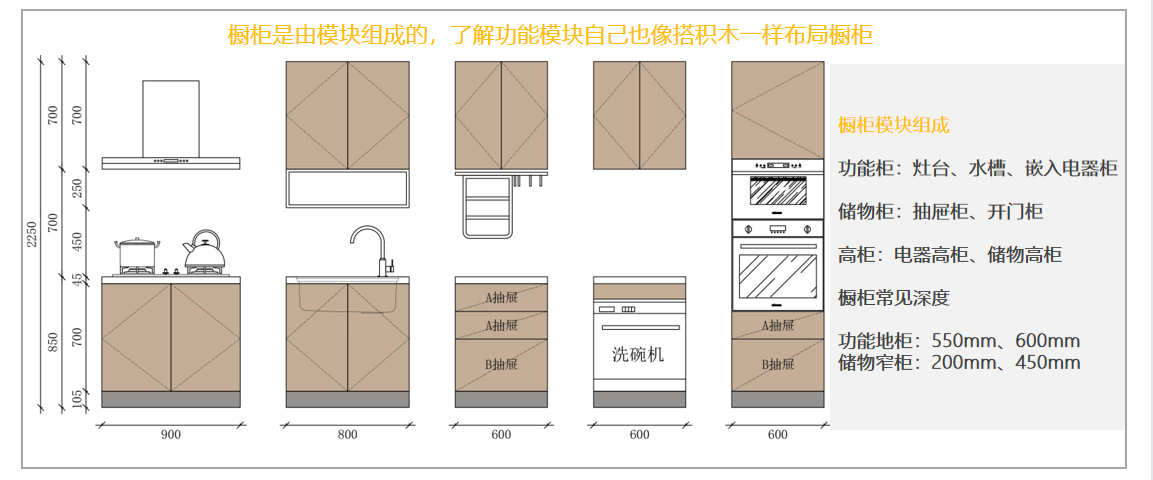 橱柜是由模块组成的，了解功能模块自己也像搭积木一样布局橱柜
2250
700
700
850
700
250
450
45
700
105
A抽屉
A抽屉
B抽屉
洗碗机
A抽屉
B抽屉
900
800
600
600
600
橱柜模块组成
功能柜：灶台、水槽、嵌入电器柜
储物柜：抽屉柜、开门柜
高柜：电器高柜、储物高柜
橱柜常见深度
功能地柜：550mm、600mm
储物窄柜：200mm、450mm